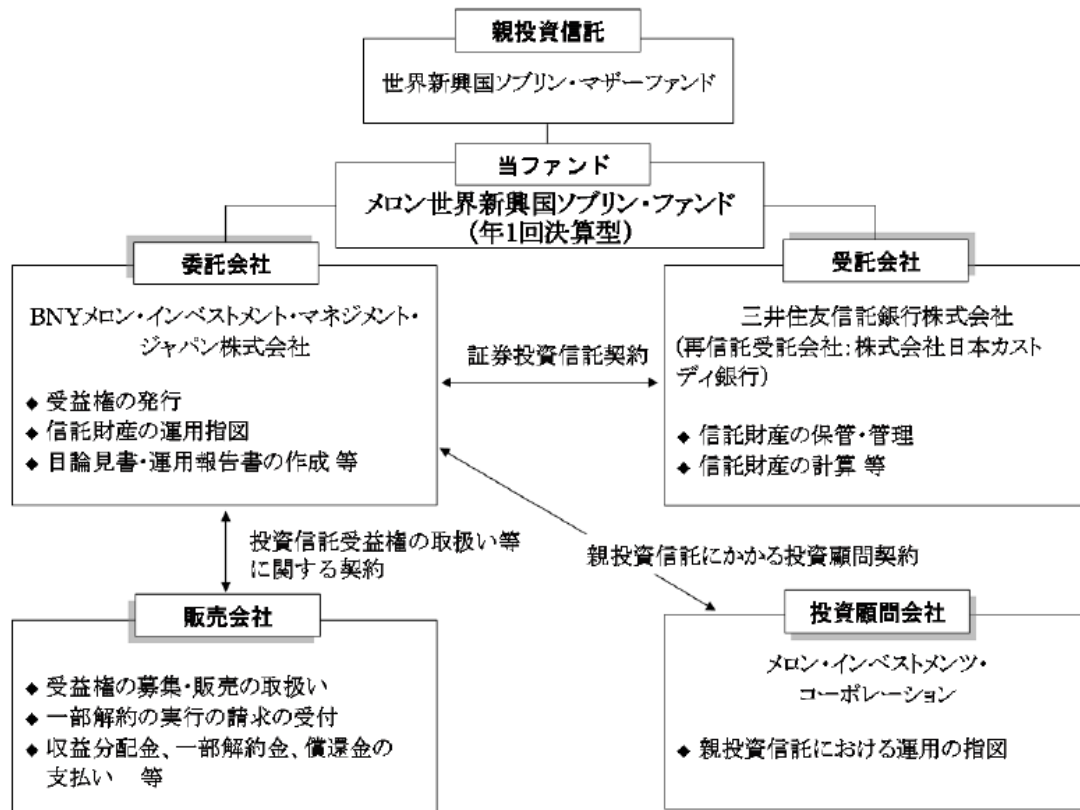 親投資信託
世界新興国ソブリン・マザーファンド
当ファンド
メロン世界新興国ソブリン・ファンド
（年1回決算型）
委託会社
BNYメロン・インベストメント・マネジメント・
ジャパン株式会社
◆ 受益権の発行
◆ 信託財産の運用指図
◆ 目論見書・運用報告書の作成 等
証券投資信託契約
受託会社
三井住友信託銀行株式会社
(再信託受託会社：株式会社日本カスト
ディ銀行)
◆ 信託財産の保管・管理
◆ 信託財産の計算 等
投資信託受益権の取扱い等
に関する契約
親投資信託にかかる投資顧問契約
販売会社
◆ 受益権の募集・販売の取扱い
◆ 一部解約の実行の請求の受付
◆ 収益分配金、一部解約金、償還金の
支払い 等
投資顧問会社
メロン・インベストメンツ・
コーポレーション
◆ 親投資信託における運用の指図